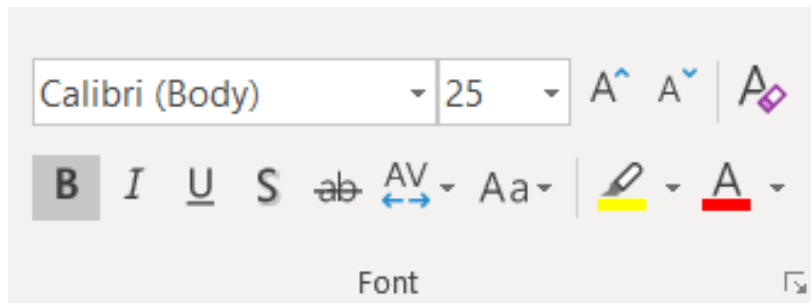 Calibri (Body) 25 A A A
B I U S ab AV Aa A
Font